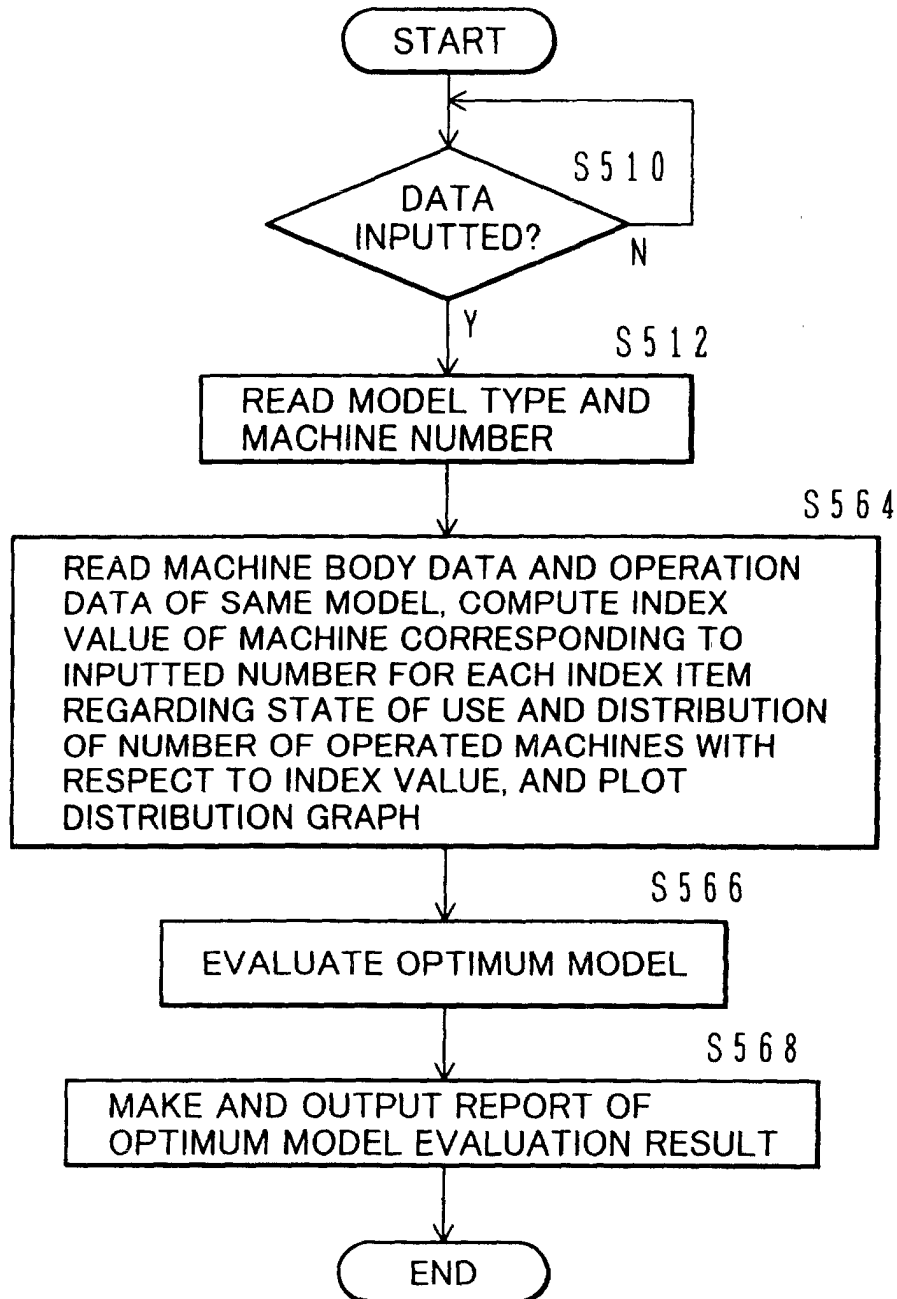 START
S510
DATA
INPUTTED?
N
Y
S512
READ MODEL TYPE AND
MACHINE NUMBER
S564
READ MACHINE BODY DATA AND OPERATION
DATA OF SAME MODEL, COMPUTE INDEX
VALUE OF MACHINE CORRESPONDING TO
INPUTTED NUMBER FOR EACH INDEX ITEM
REGARDING STATE OF USE AND DISTRIBUTION
OF NUMBER OF OPERATED MACHINES WITH
RESPECT TO INDEX VALUE, AND PLOT
DISTRIBUTION GRAPH
S566
EVALUATE OPTIMUM MODEL
S568
MAKE AND OUTPUT REPORT OF
OPTIMUM MODEL EVALUATION RESULT
END